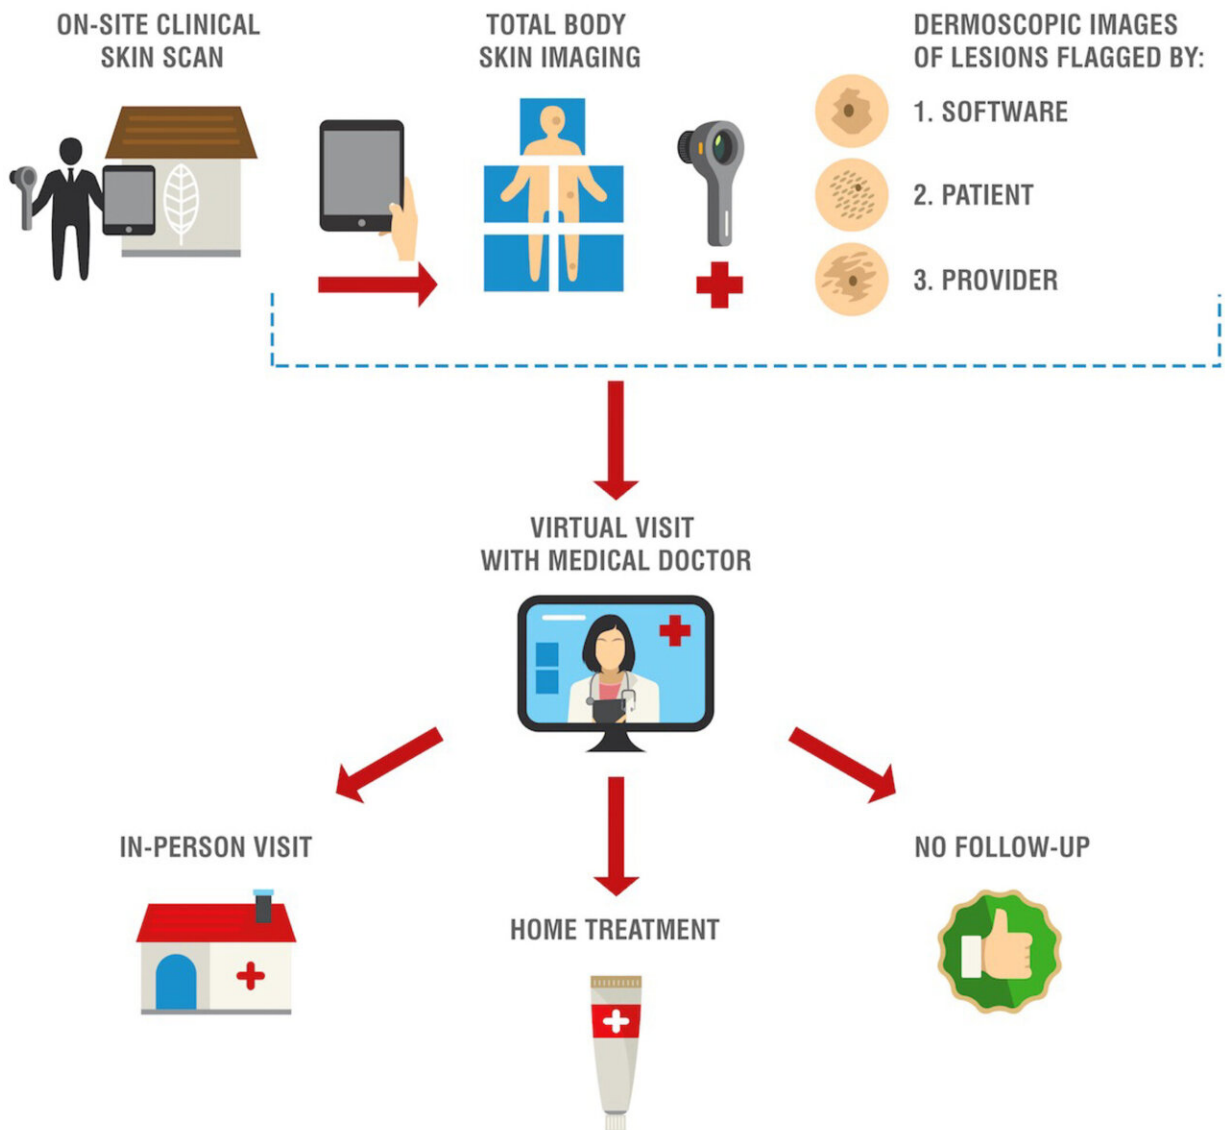 ON-SITE CLINICAL
SKIN SCAN
TOTAL BODY
SKIN IMAGING
DERMOSCOPIC IMAGES
OF LESIONS FLAGGED BY:
1. SOFTWARE
2. PATIENT
3. PROVIDER
VIRTUAL VISIT
WITH MEDICAL DOCTOR
IN-PERSON VISIT
HOME TREATMENT
NO FOLLOW-UP